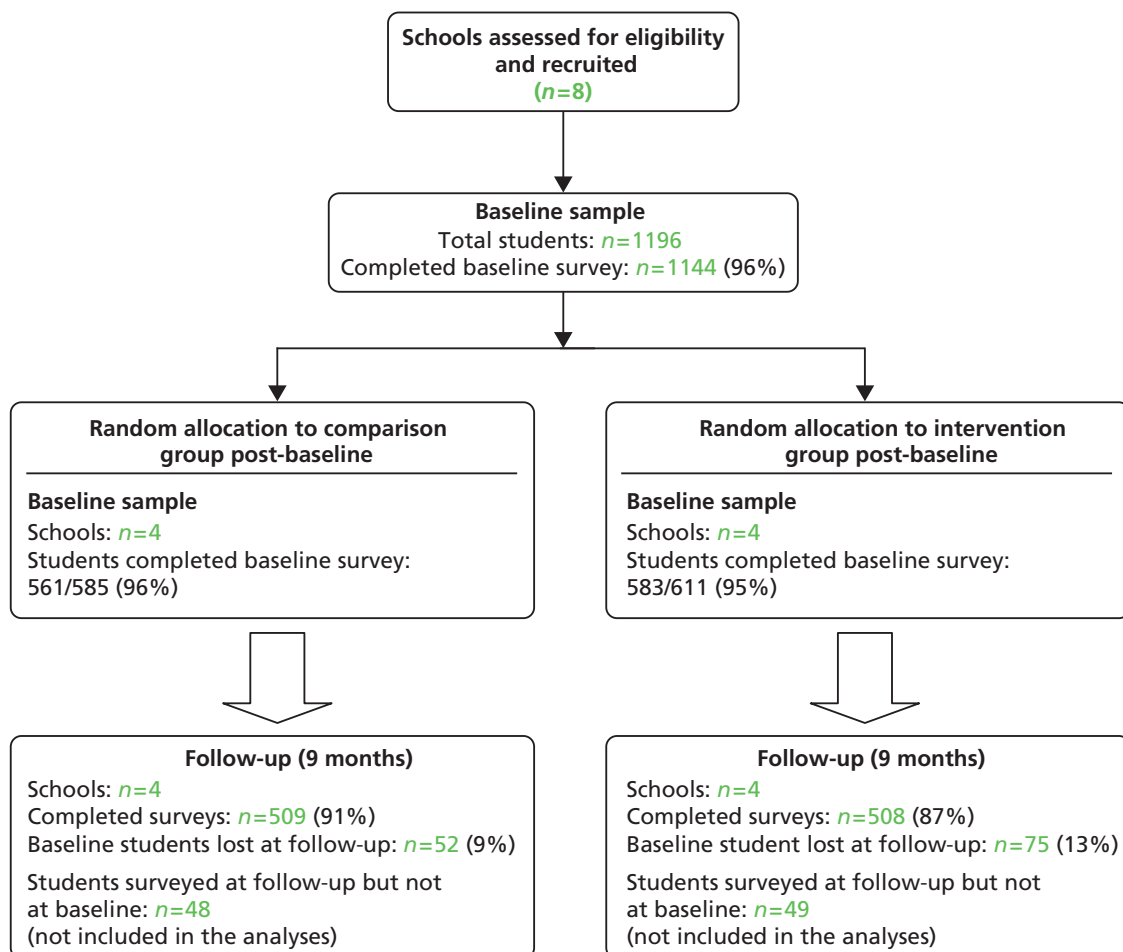 Schools assessed for eligibility
and recruited
(n=8)
Baseline sample
Total students: n=1196
Completed baseline survey: n=1144 (96%)
Random allocation to comparison
group post-baseline
Baseline sample
Schools: n=4
Students completed baseline survey:
561/585 (96%)
Random allocation to intervention
group post-baseline
Baseline sample
Schools: n=4
Students completed baseline survey:
583/611 (95%)
Follow-up (9 months)
Schools: n=4
Completed surveys: n=509 (91%)
Baseline students lost at follow-up: n=52 (9%)
Students surveyed at follow-up but not
at baseline: n=48
(not included in the analyses)
Follow-up (9 months)
Schools: n=4
Completed surveys: n=508 (87%)
Baseline student lost at follow-up: n=75 (13%)
Students surveyed at follow-up but not
at baseline: n=49
(not included in the analyses)